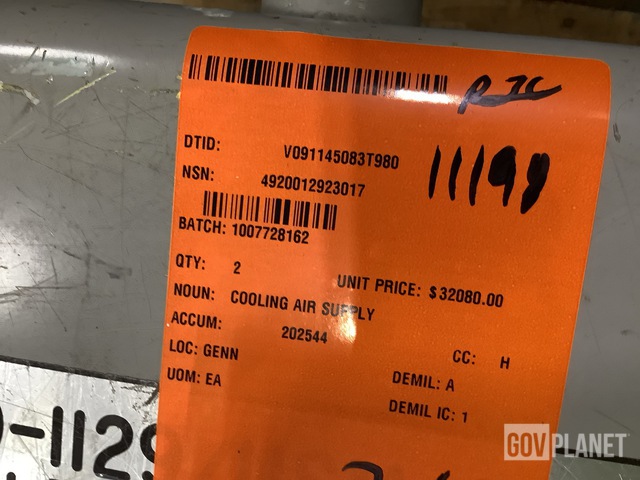 11198
DTID: V091145083T980
NSN: 4920012923017
BATCH: 1007728162
QTY: 2 UNIT PRICE: $32080.00
NOUN: COOLING AIR SUPPLY
ACCUM: 202544
LOC: GENN CC: H
UOM: EA DEMIL: A
DEMIL IC: 1
-1129
GOVPLANET